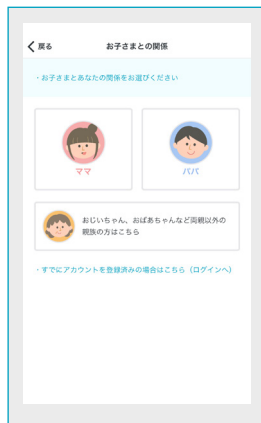 戻る
お子さまとの関係
・お子さまとあなたの関係をお選びください
ママ
パパ
おじいちゃん、おばあちゃんなど両親以外の
親族の方はこちら
・すでにアカウントを登録済みの場合はこちら（ログインへ）